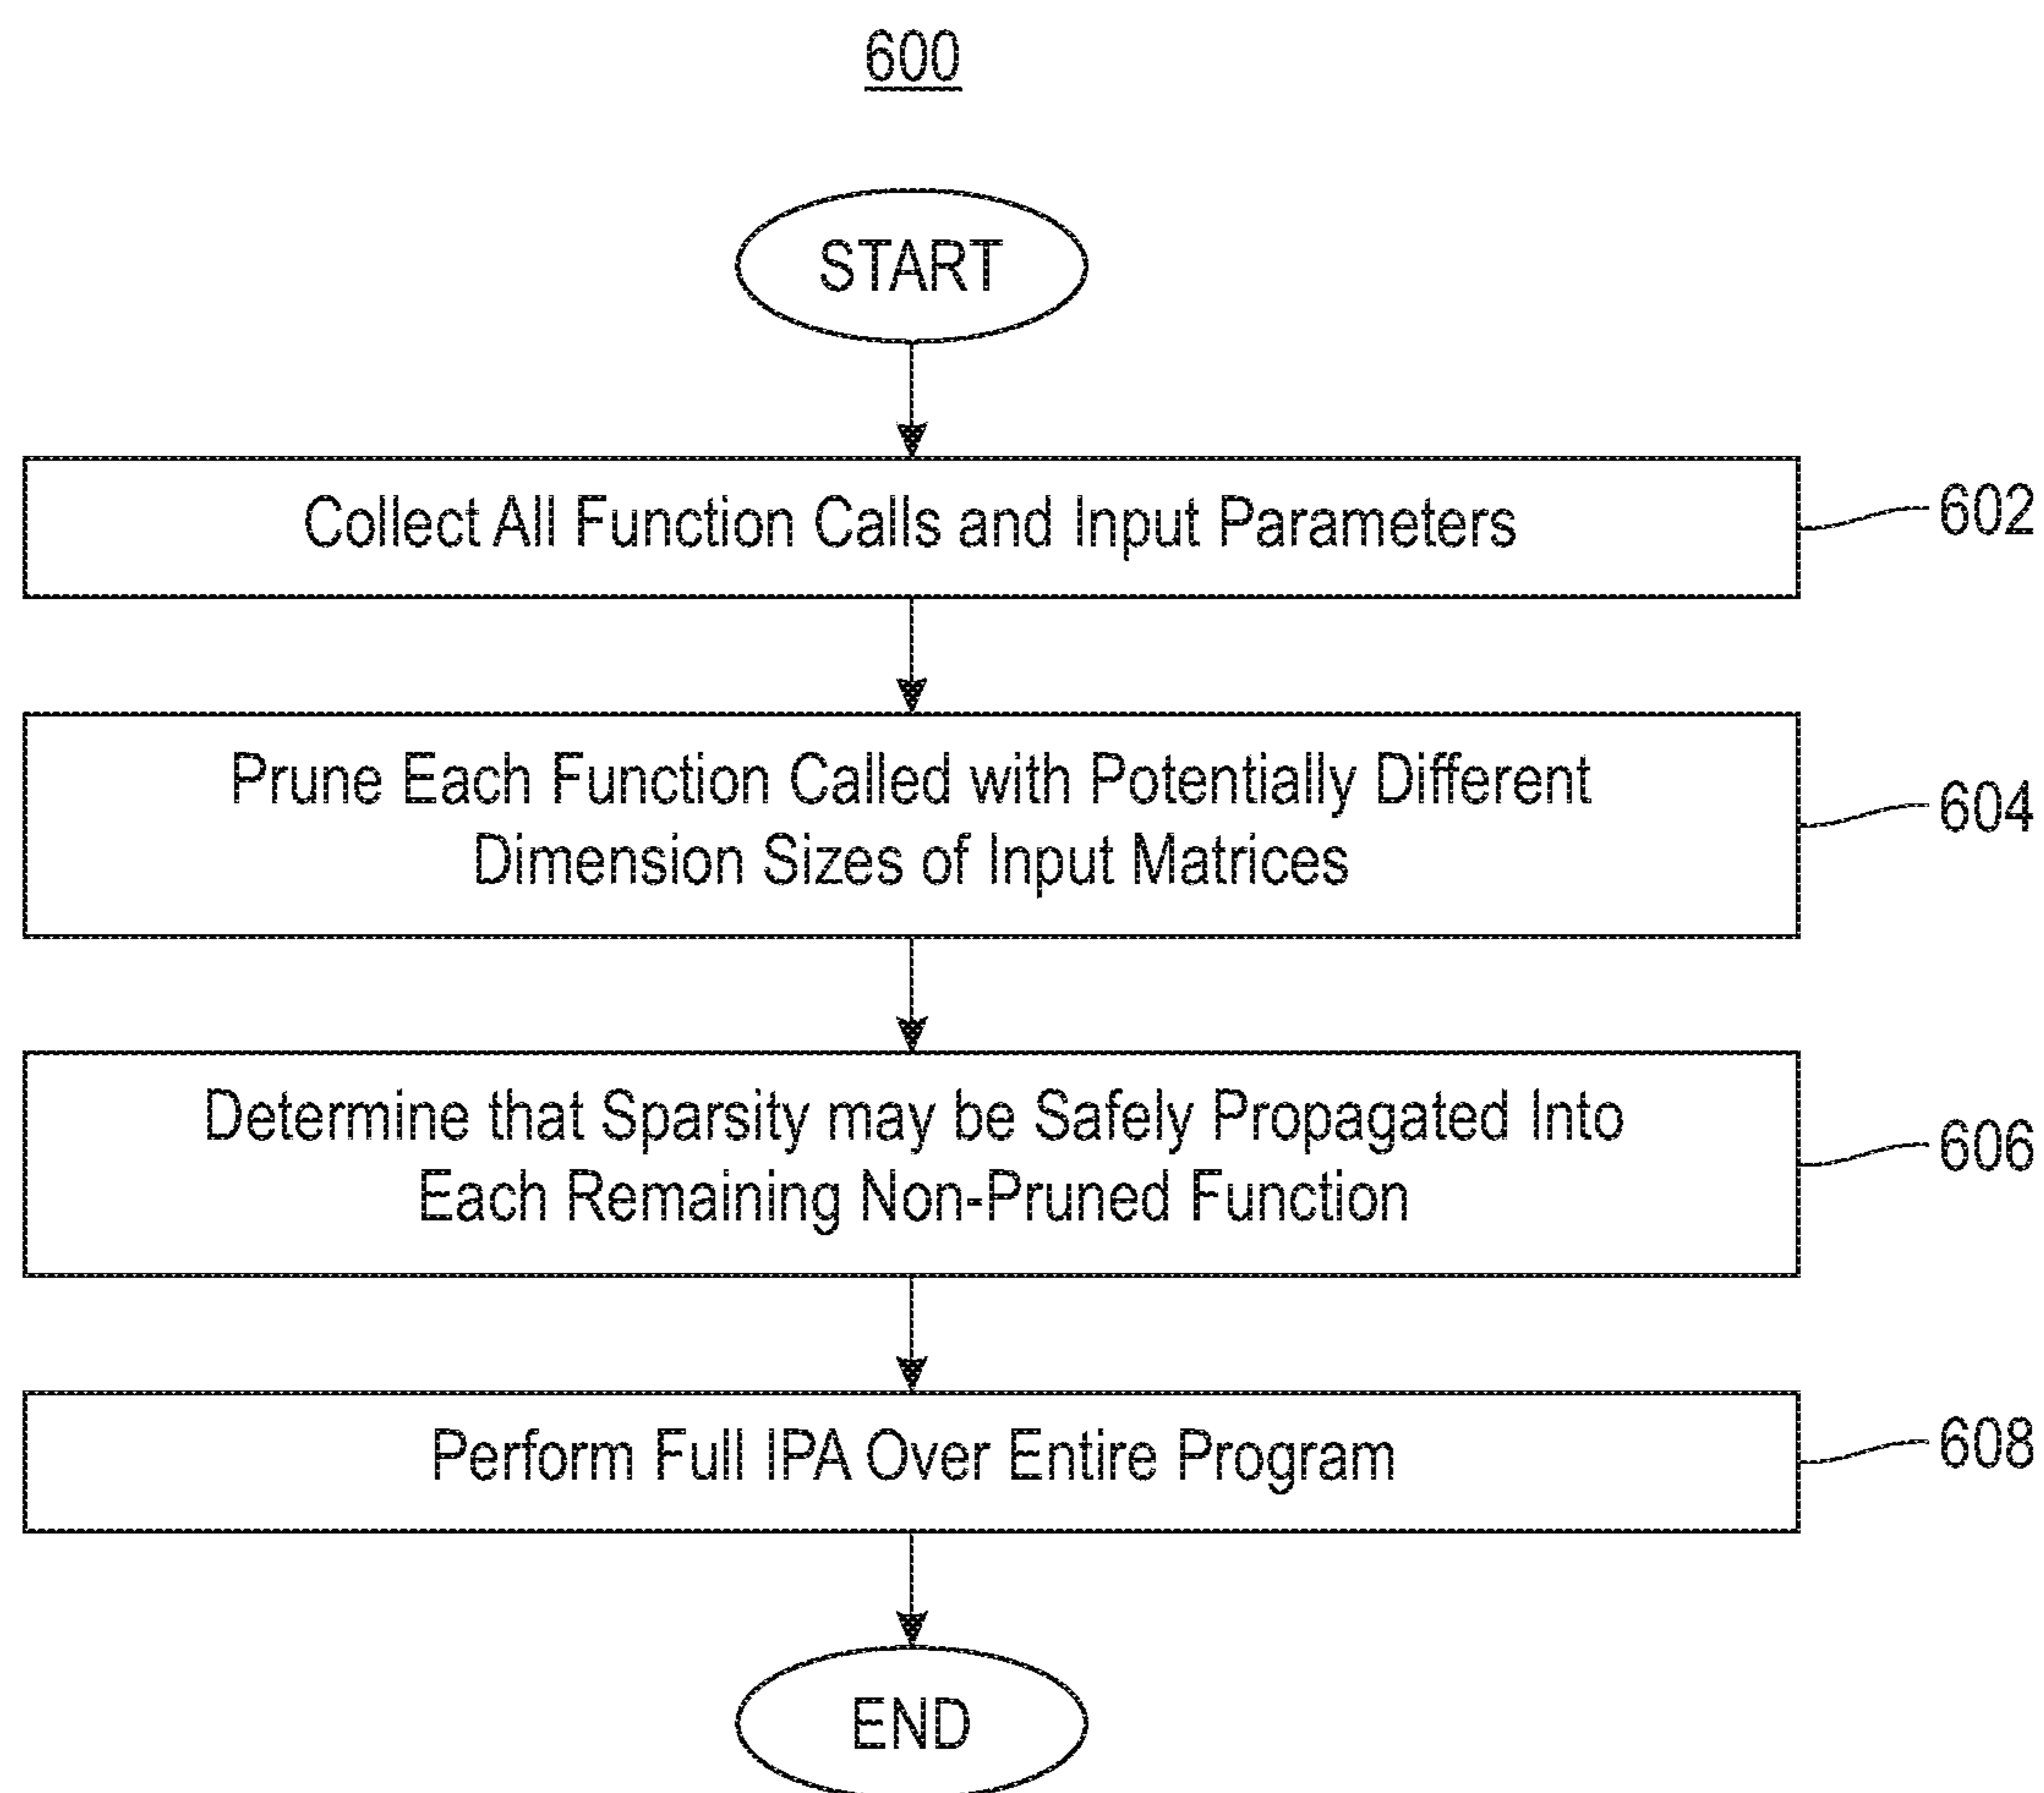 600
START
Collect All Function Calls and Input Parameters
602
Prune Each Function Called with Potentially Different
Dimension Sizes of Input Matrices
604
Determine that Sparsity may be Safely Propagated Into
Each Remaining Non-Pruned Function
606
Perform Full IPA Over Entire Program
608
END